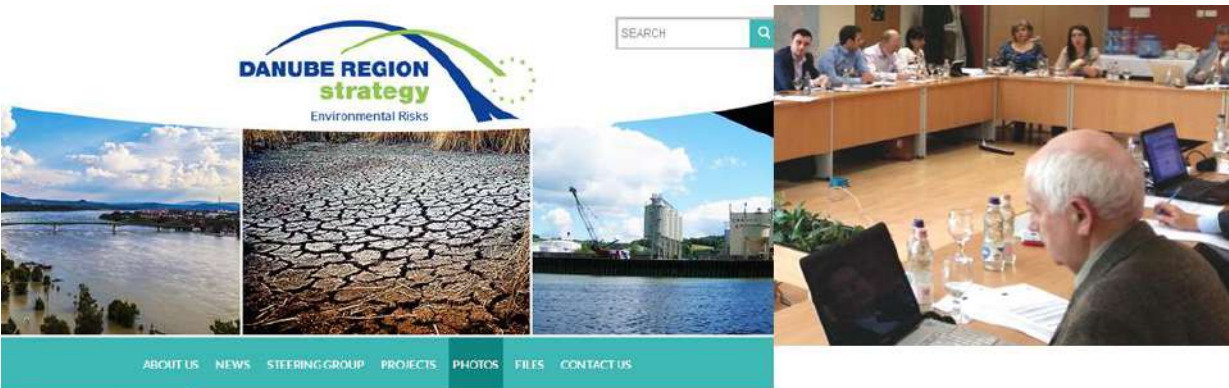 SEARCH
DANUBE REGION
strategy
Environmental Risks
ABOUT US NEWS STEERING GROUP PROJECTS PHOTOS FILES CONTACT US